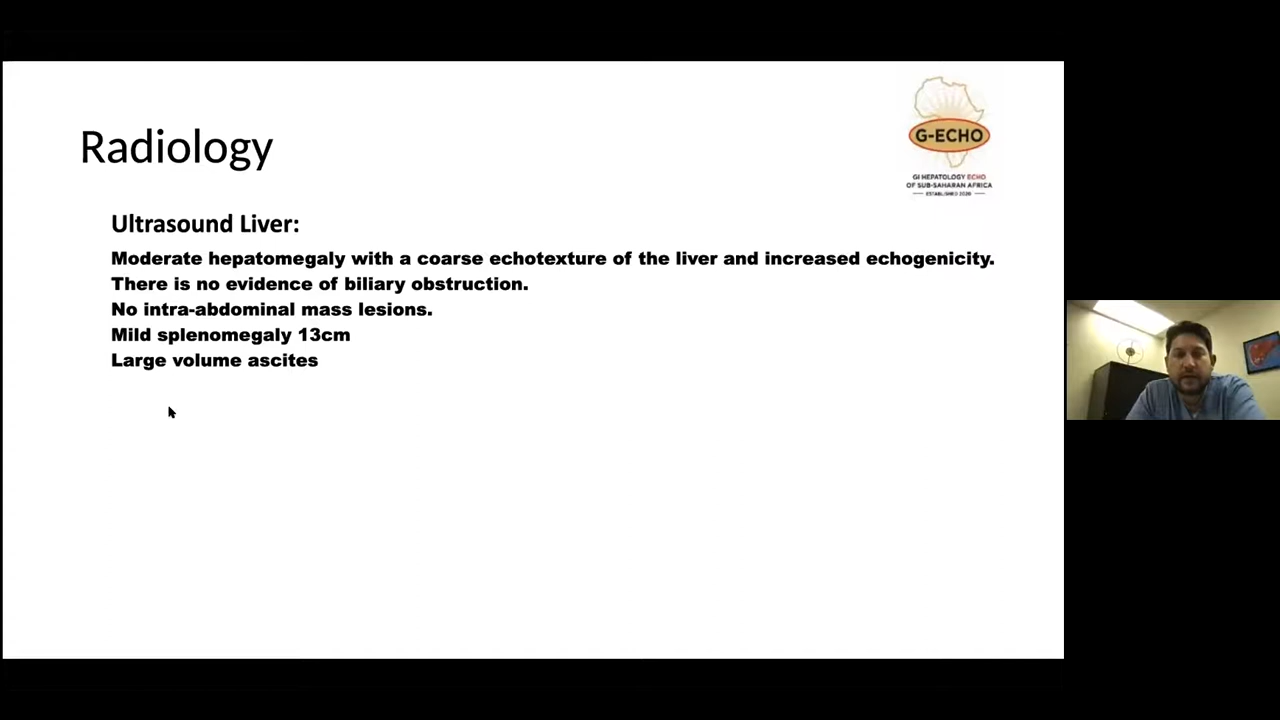 Radiology
G-ECHO
GI HEPATOLOGY ECHO
OF SUB-SAHARAN AFRICA
ESTABLISHED 2020
Ultrasound Liver:
Moderate hepatomegaly with a coarse echotexture of the liver and increased echogenicity.
There is no evidence of biliary obstruction.
No intra-abdominal mass lesions.
Mild splenomegaly 13cm
Large volume ascites